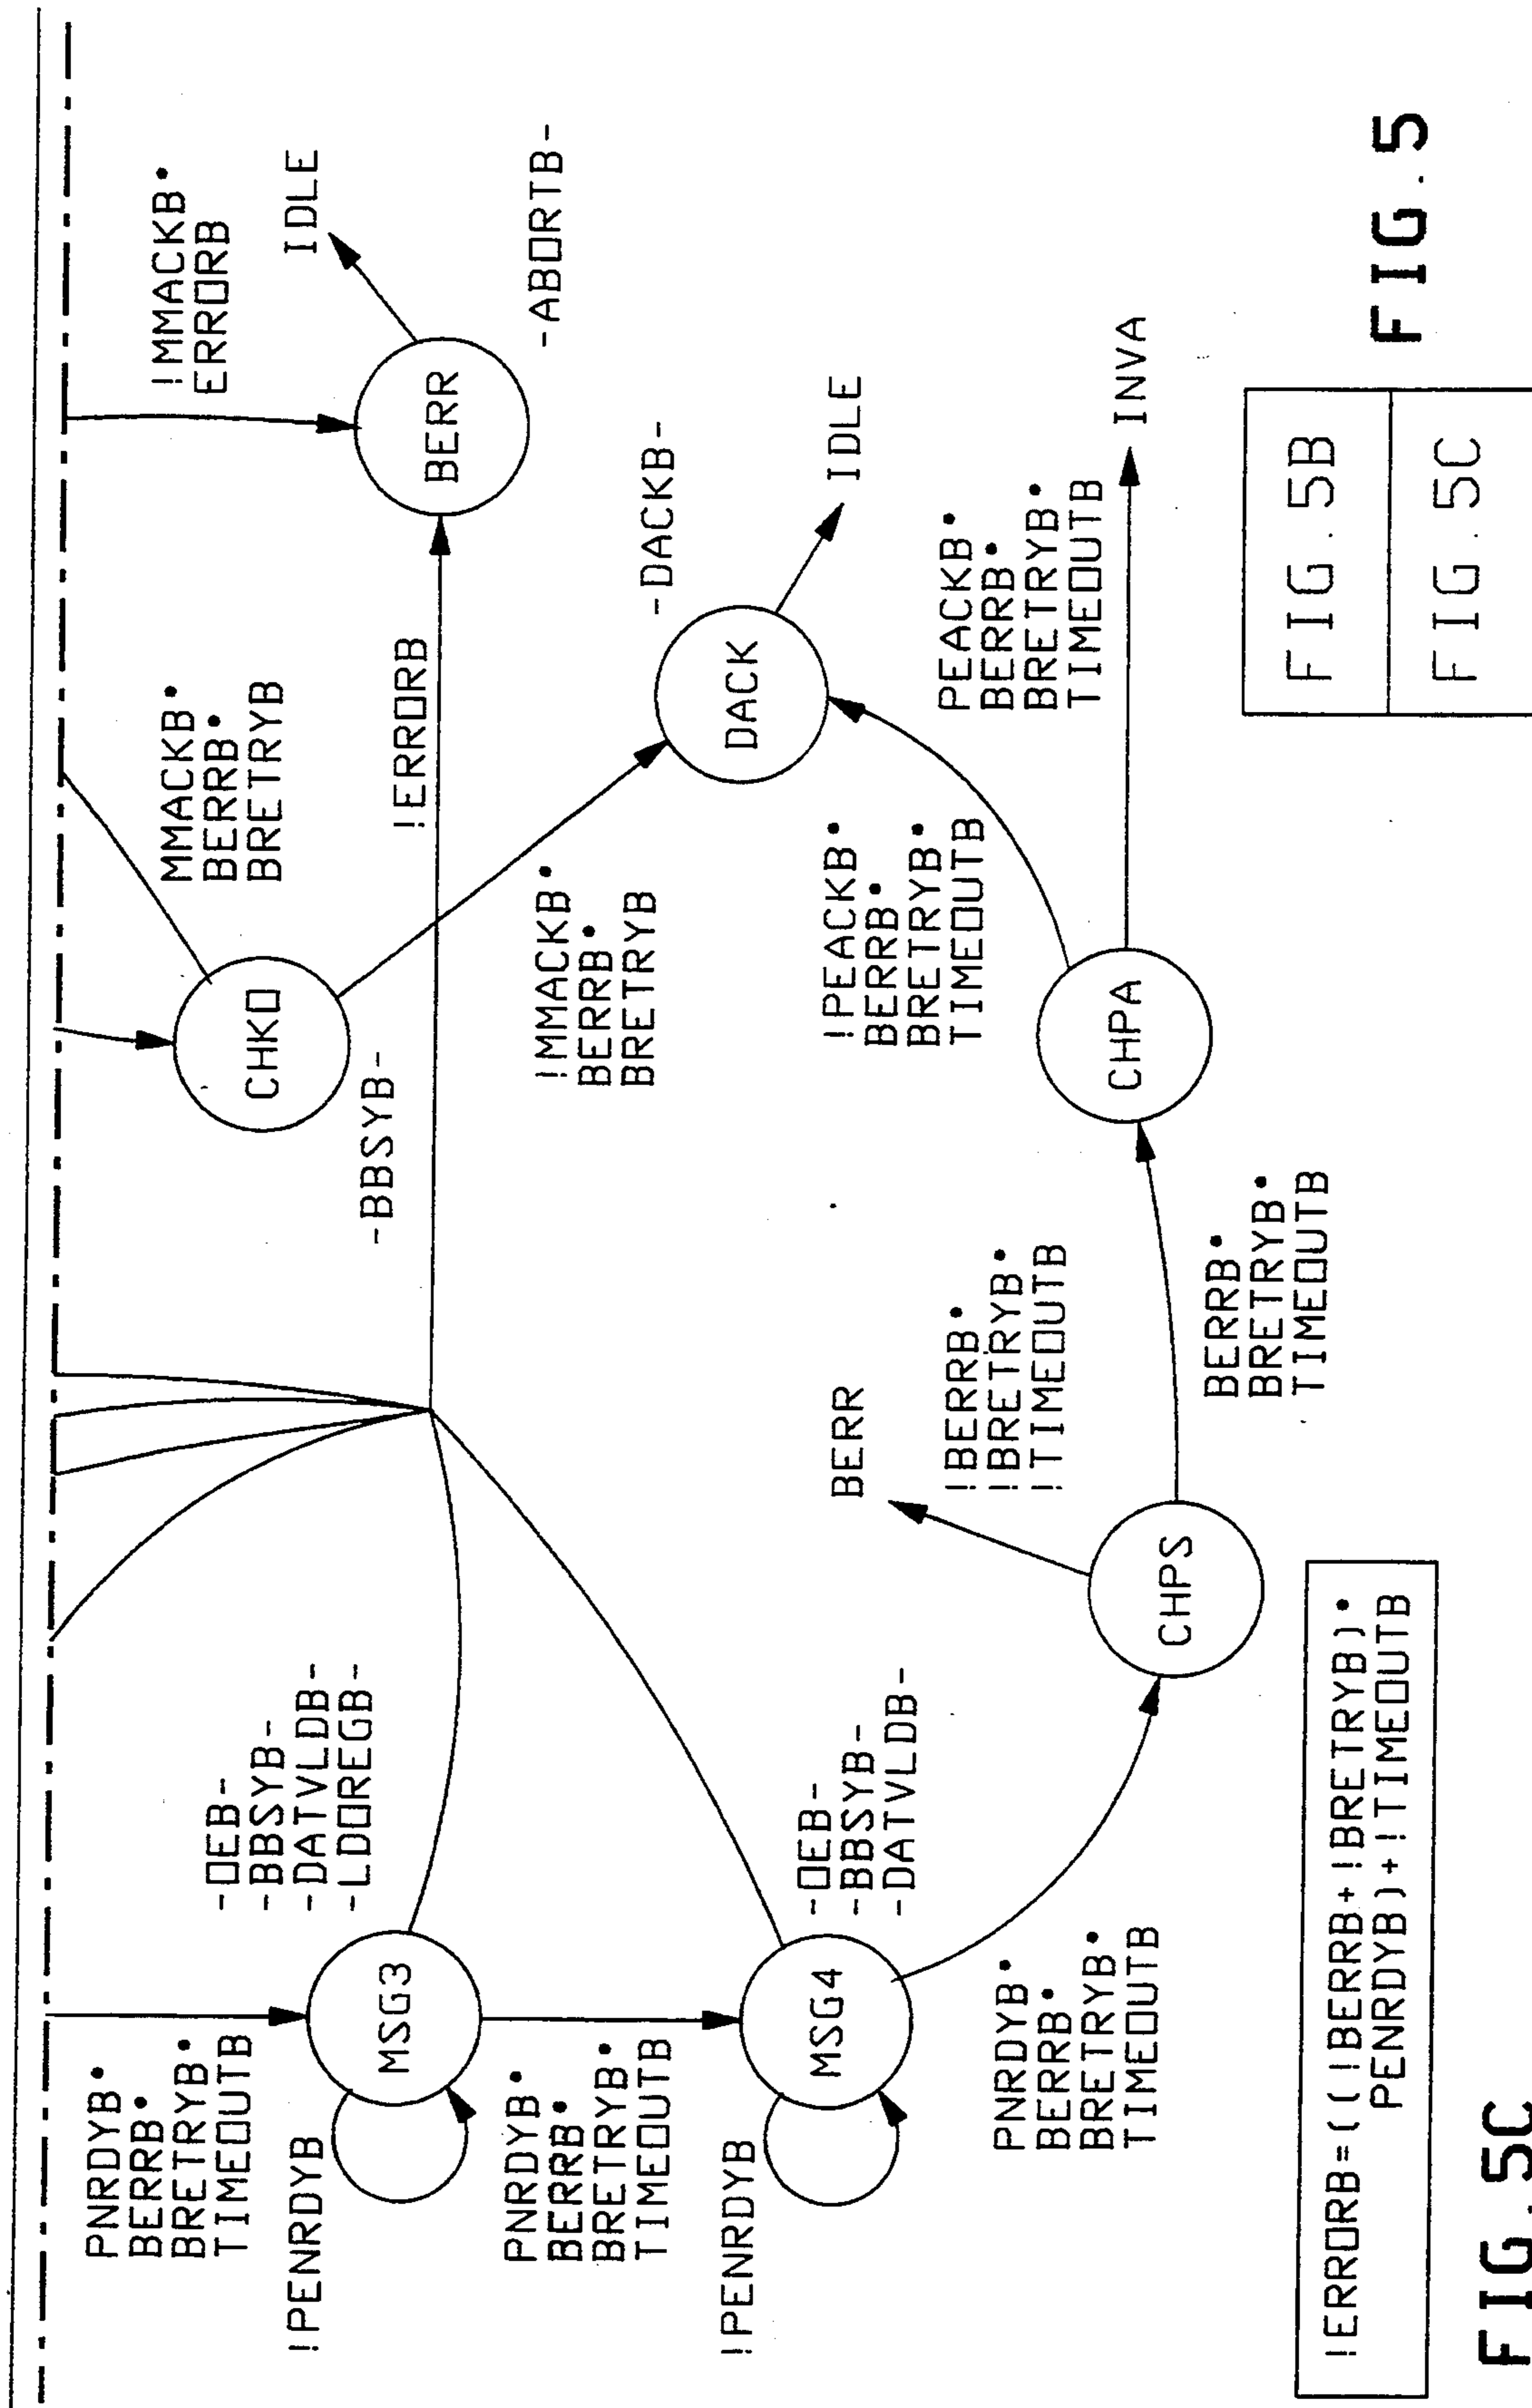 PNRDYB•
BERRB•
BRETRYB•
TIMEOUTB
!PENRDYB
MSG3
-OEB-
-BBSYB-
-DATVLDB-
-LDOREGB-
PNRDYB•
BERRB•
BRETRYB•
TIMEOUTB
!PENRDYB
MSG4
-OEB-
-BBSYB-
-DATVLDB-
PNRDYB•
BERRB•
BRETRYB•
TIMEOUTB
CHKO
-BBSYB-
MMACKB•
BERRB•
BRETRYB
!ERRORB
!MMACKB•
ERRORB
BERR
IDLE
-ABORTB-
!MMACKB•
BERRB•
BRETRYB
DACK
-DACKB-
IDLE
BERR
!BERRB•
!BRETRYB•
!TIMEOUTB
CHPS
BERRB•
BRETRYB•
TIMEOUTB
CHPA
!PEACKB•
BERRB•
BRETRYB•
TIMEOUTB
PEACKB•
BERRB•
BRETRYB•
TIMEOUTB
INVA
!ERRORB=((!BERRB+!BRETRYB)•
PENRDYB)+!TIMEOUTB
FIG. 5B
FIG. 5C
FIG. 5
FIG. 5C